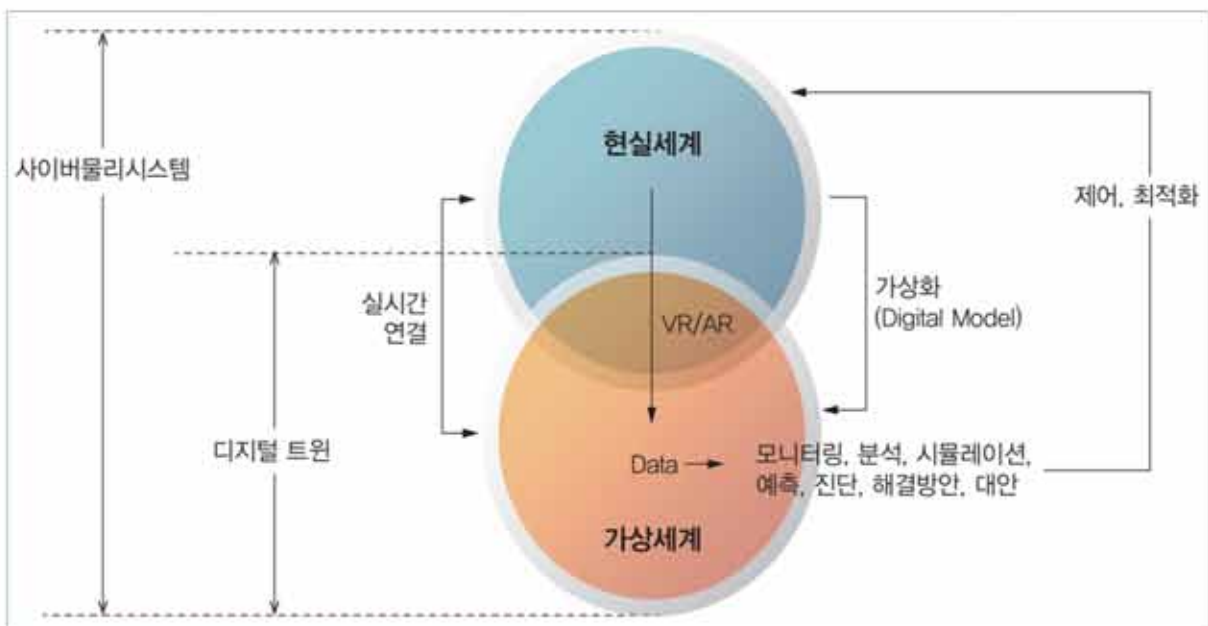 현실세계
사이버물리시스템
제어, 최적화
실시간
연결
가상화
(Digital Model)
VR/AR
디지털 트윈
Data
모니터링, 분석, 시뮬레이션,
예측, 진단, 해결방안, 대안
가상세계